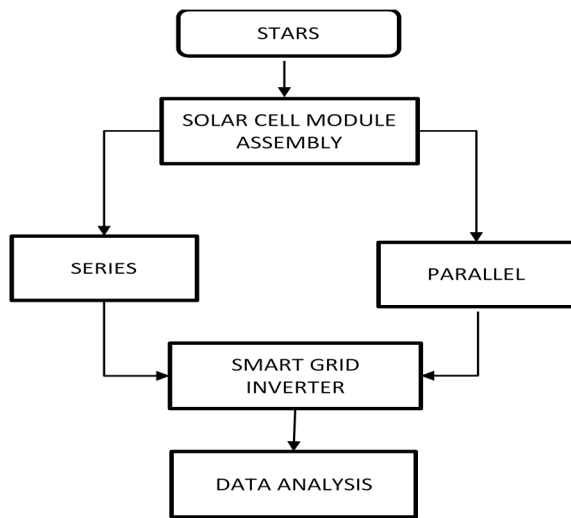 STARS
SOLAR CELL MODULE
ASSEMBLY
SERIES
PARALLEL
SMART GRID
INVERTER
DATA ANALYSIS